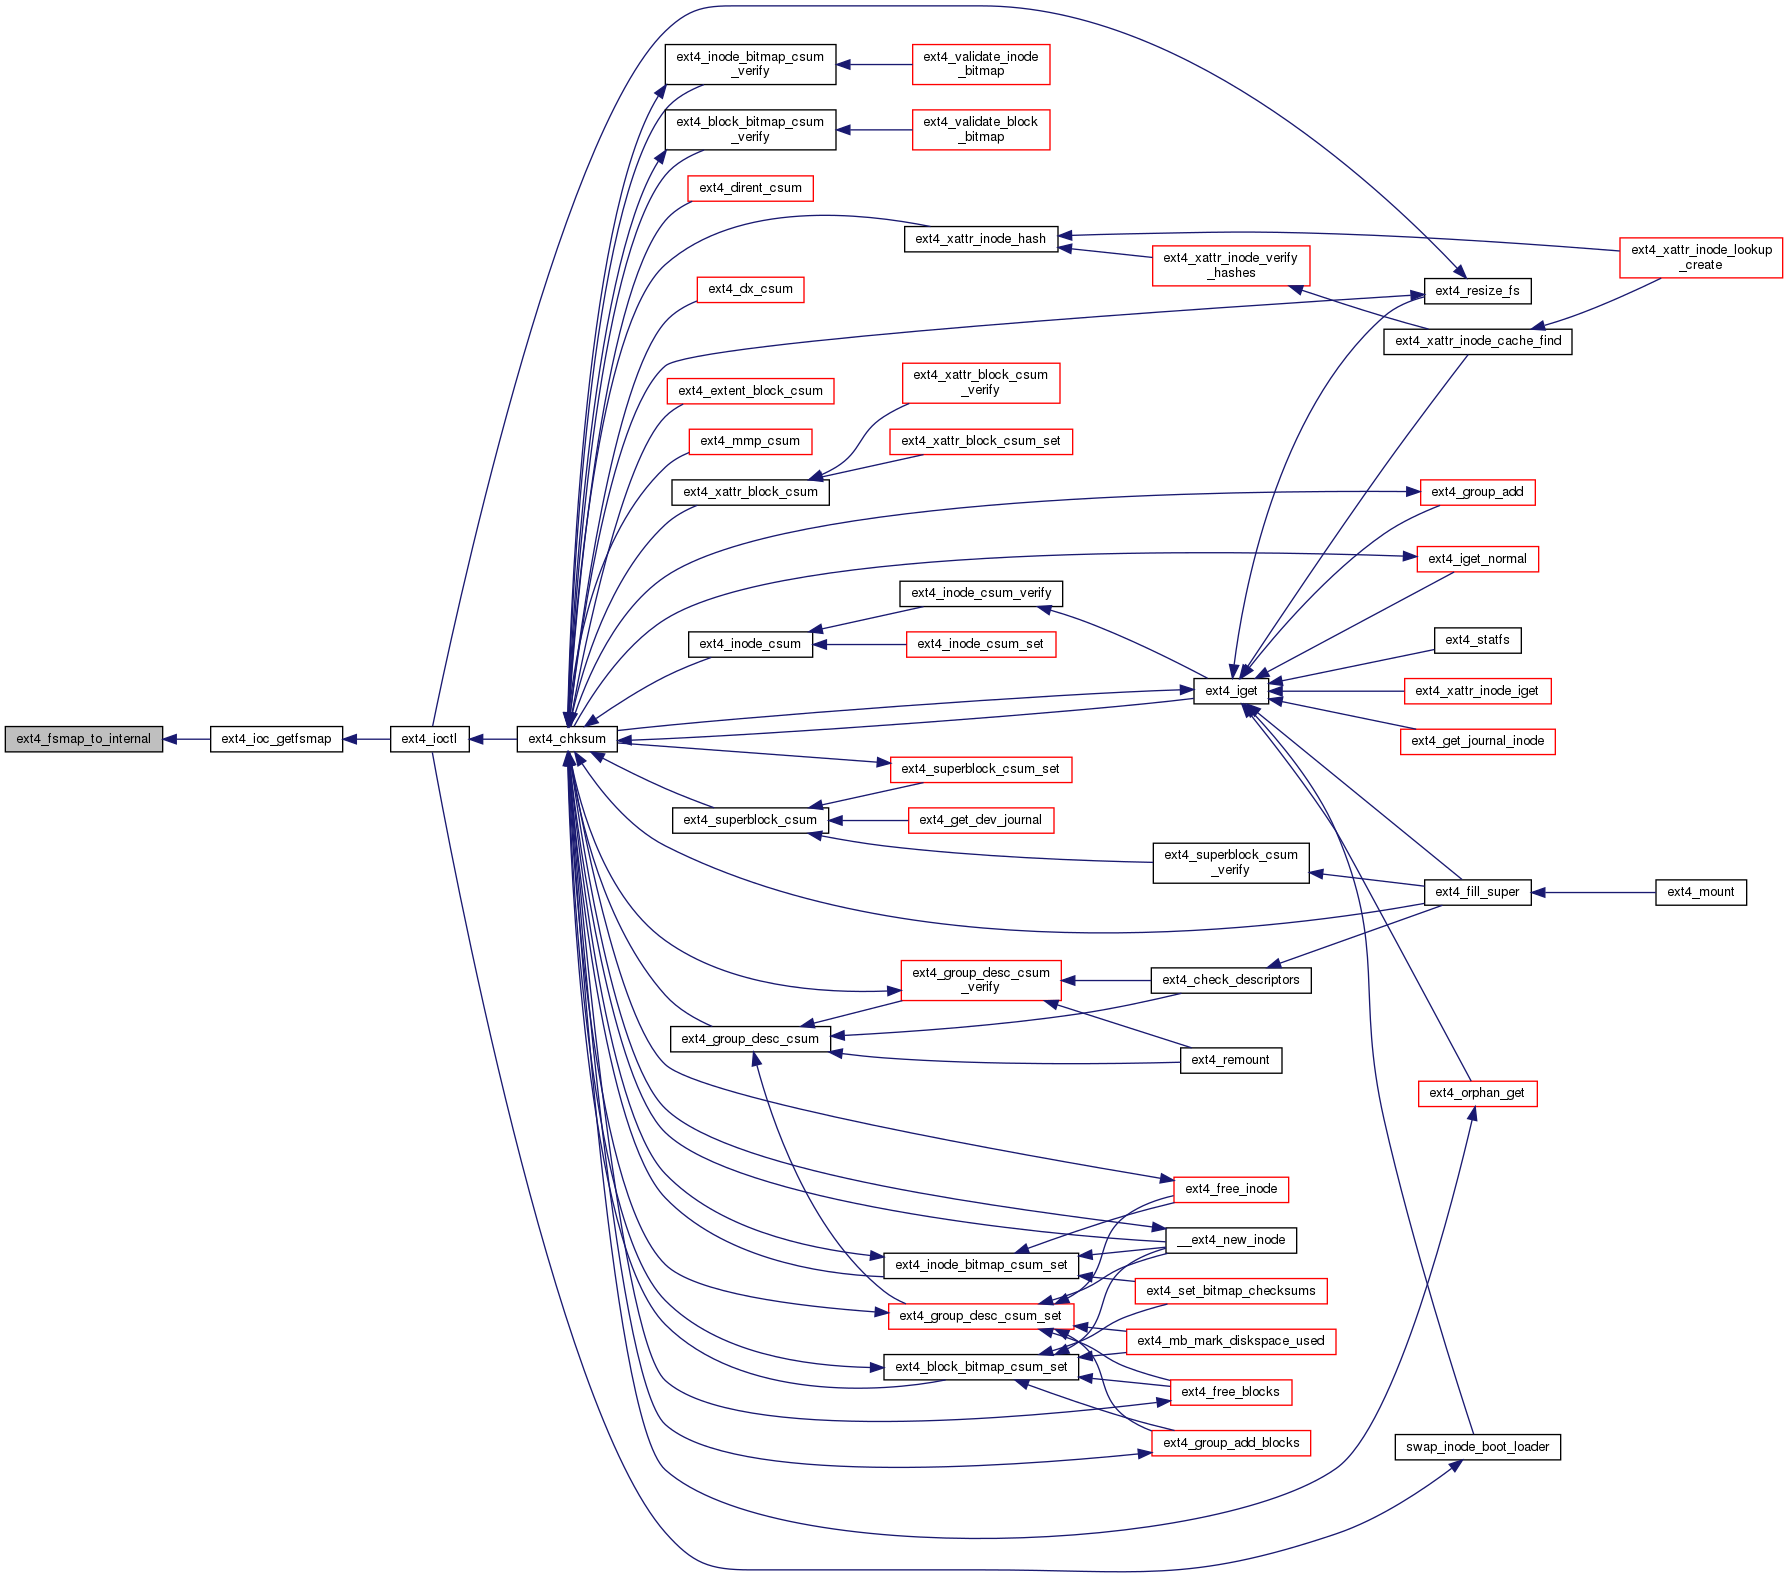 ext4_inode_bitmap_csum
_verify
ext4_validate_inode
_bitmap
ext4_block_bitmap_csum
_verify
ext4_validate_block
_bitmap
ext4_dirent_csum
ext4_xattr_inode_hash
ext4_xattr_inode_verify
_hashes
ext4_xattr_inode_lookup
_create
ext4_dx_csum
ext4_resize_fs
ext4_xattr_inode_cache_find
ext4_extent_block_csum
ext4_xattr_block_csum
_verify
ext4_mmp_csum
ext4_xattr_block_csum_set
ext4_xattr_block_csum
ext4_group_add
ext4_iget_normal
ext4_inode_csum_verify
ext4_inode_csum
ext4_inode_csum_set
ext4_statfs
ext4_iget
ext4_xattr_inode_iget
ext4_fsmap_to_internal
ext4_ioc_getfsmap
ext4_ioctl
ext4_chksum
ext4_get_journal_inode
ext4_superblock_csum_set
ext4_superblock_csum
ext4_get_dev_journal
ext4_superblock_csum
_verify
ext4_fill_super
ext4_mount
ext4_group_desc_csum
_verify
ext4_check_descriptors
ext4_group_desc_csum
ext4_remount
ext4_orphan_get
ext4_free_inode
__ext4_new_inode
ext4_inode_bitmap_csum_set
ext4_set_bitmap_checksums
ext4_group_desc_csum_set
ext4_mb_mark_diskspace_used
ext4_block_bitmap_csum_set
ext4_free_blocks
ext4_group_add_blocks
swap_inode_boot_loader